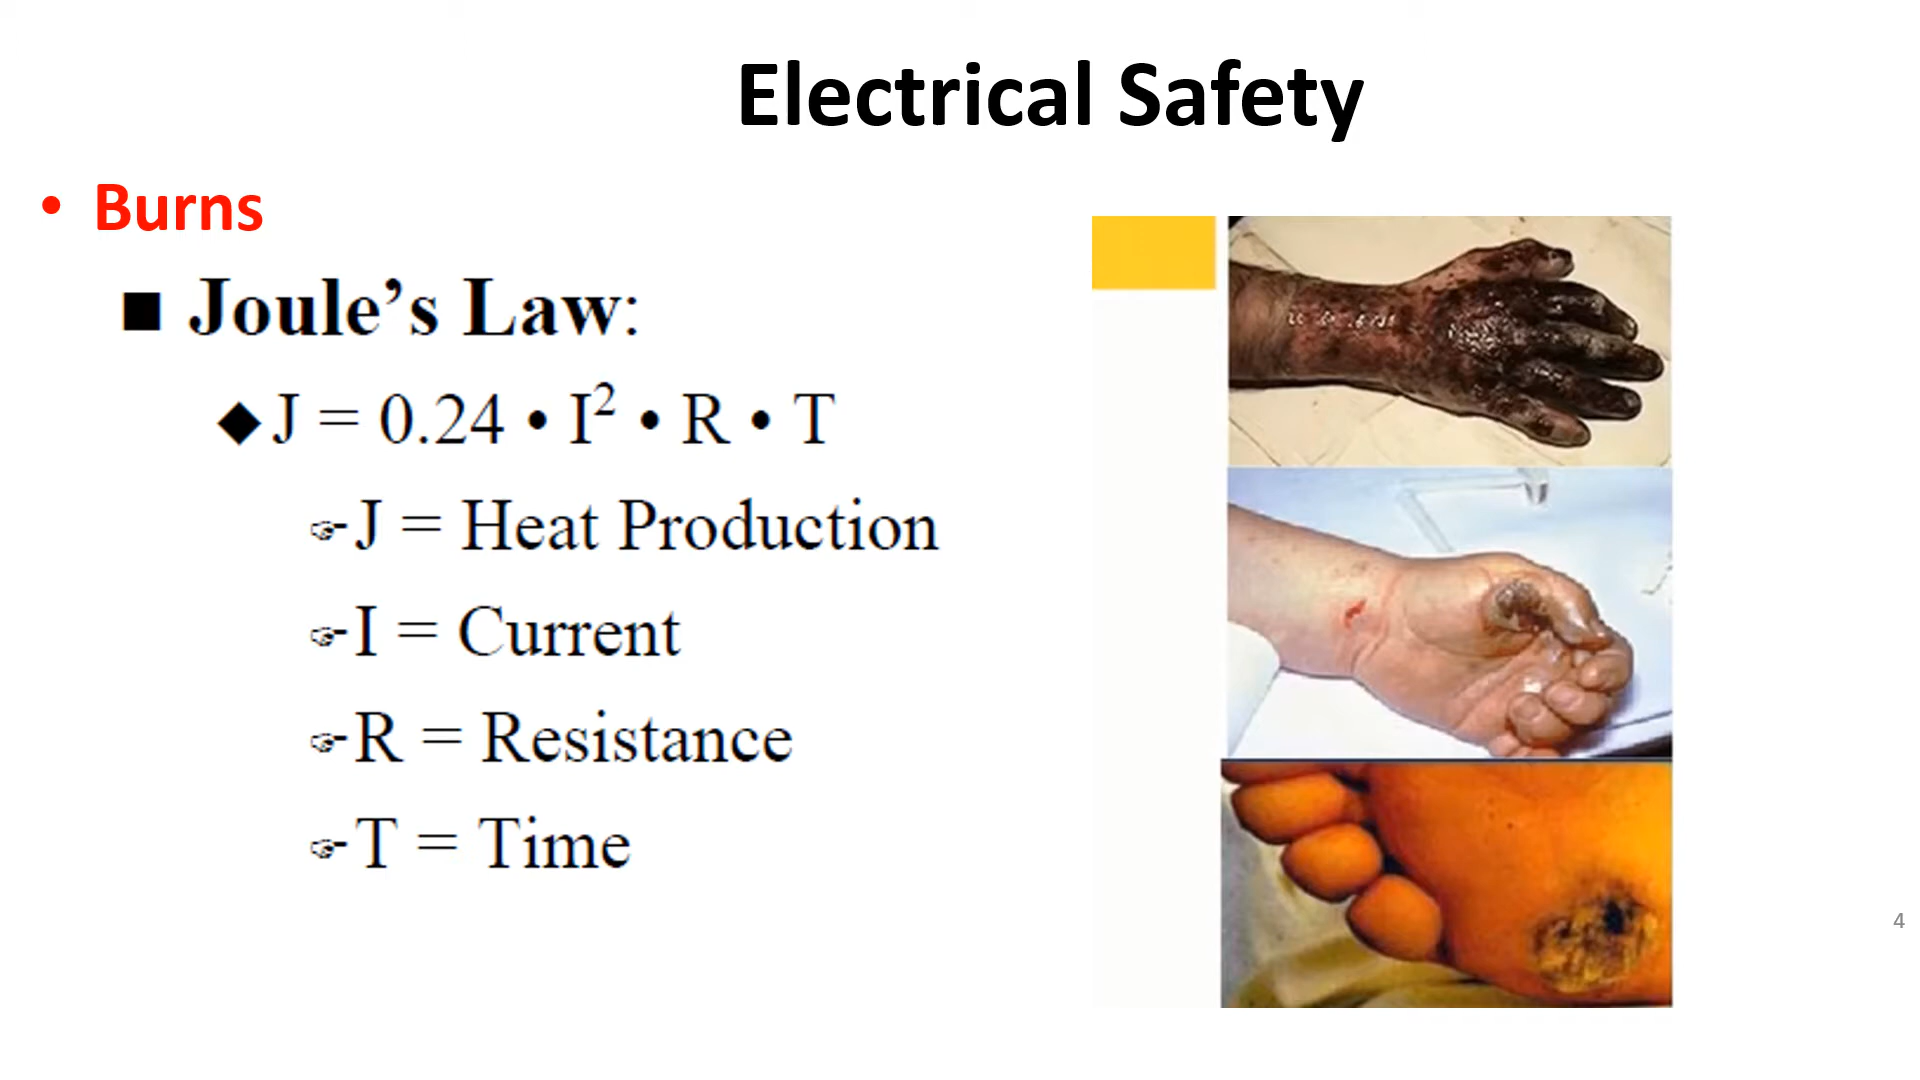 Electrical Safety
• Burns
■ Joule’s Law:
◆J = 0.24 • I² • R • T
☞J = Heat Production
☞I = Current
☞R = Resistance
☞T = Time
4